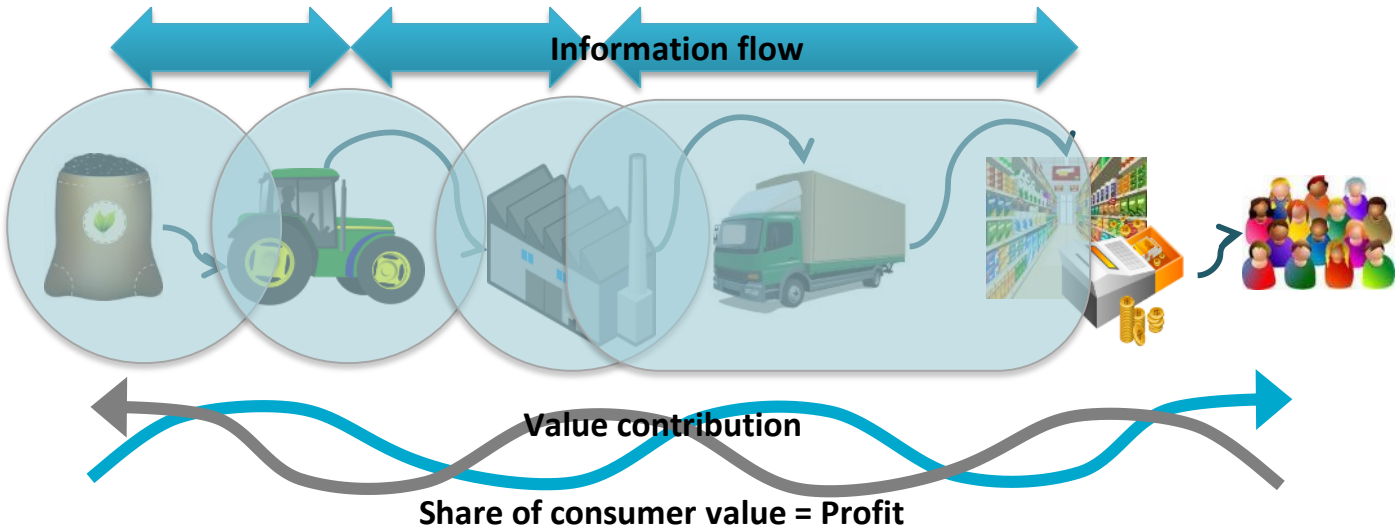 Information flow
Value contribution
Share of consumer value = Profit